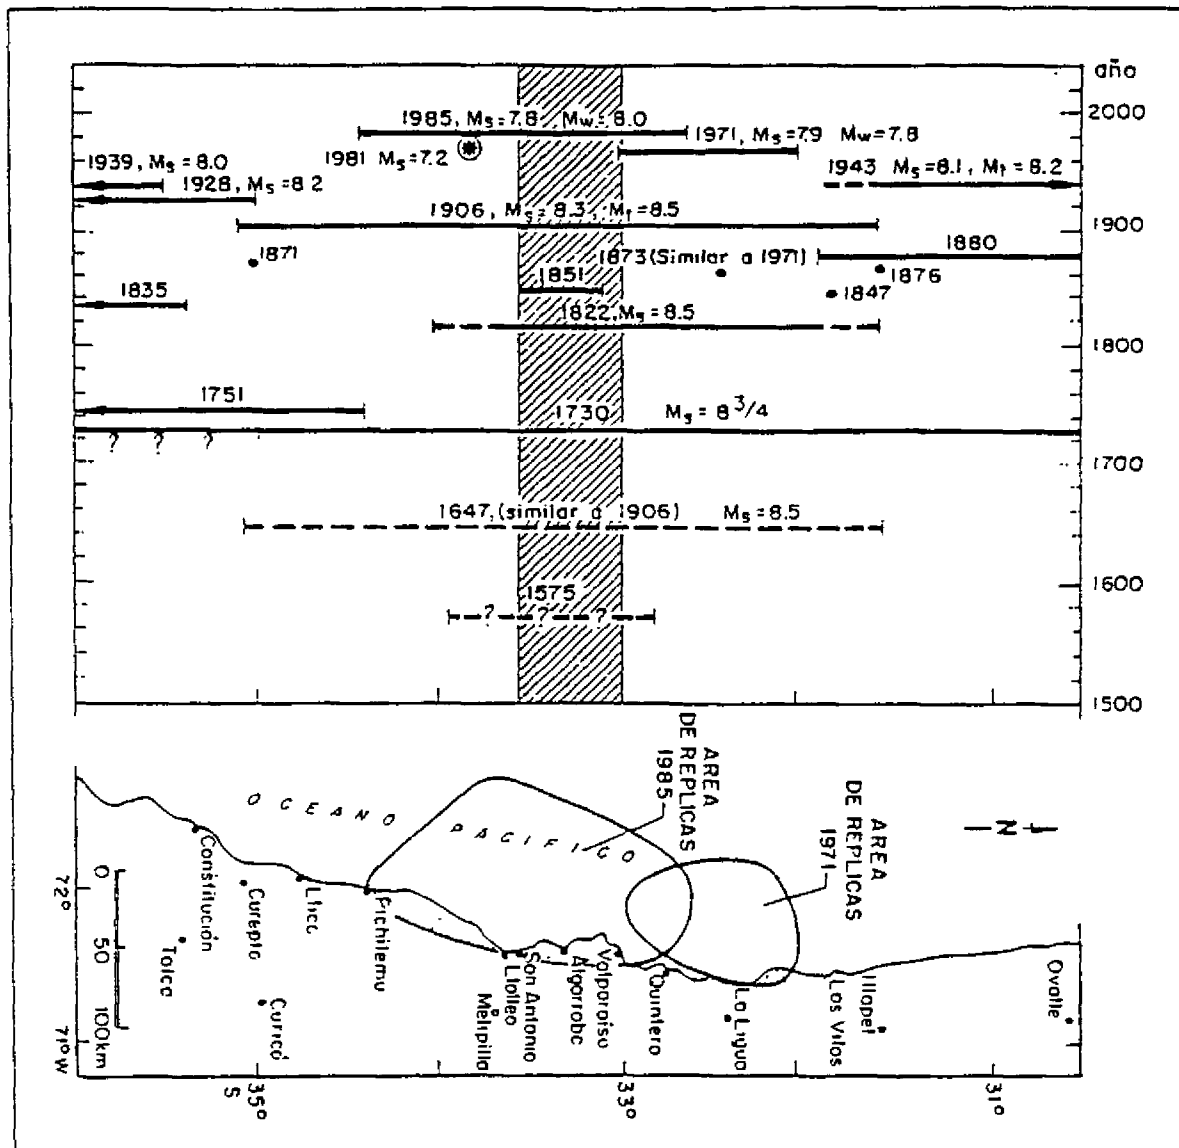 año
2000
1985, Ms = 7.8 Mw = 8.0
1971, Ms = 7.9 Mw = 7.8
1981 Ms = 7.2
1939, Ms = 8.0
1943 Ms = 8.1, Mt = 8.2
1928, Ms = 8.2
1906, Ms = 8.3, Mt = 8.5
1900
1871
1873 (Similar a 1971)
1880
1876
1851
1847
1835
1822, Ms = 8.5
1800
1751
1730 Ms = 8 3/4
? ? ?
1700
1647, (similar a 1906) Ms = 8.5
1600
1575
? ? ?
1500
AREA
DE REPLICAS
1985
AREA
DE REPLICAS
1971
OCEANO PACIFICO
N
Constitución
Talca
Curepto
Curicó
Llico
Pichilemu
Melipilla
Llolleo
San Antonio
Algarrobo
Valparaíso
Quintero
La Ligua
Los Vilos
Illapel
Ovalle
0
50
100km
72°
71° W
35°
S
33°
31°